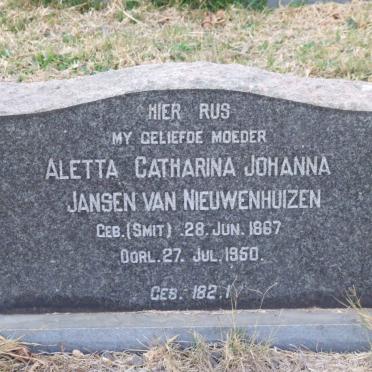 HIER RUS
MY GELIEFDE MOEDER
ALETTA CATHARINA JOHANNA
JANSEN VAN NIEUWENHUIZEN
GEB. (SMIT) 28. JUN. 1867
OORL. 27. JUL. 1950.
GES. 182.1